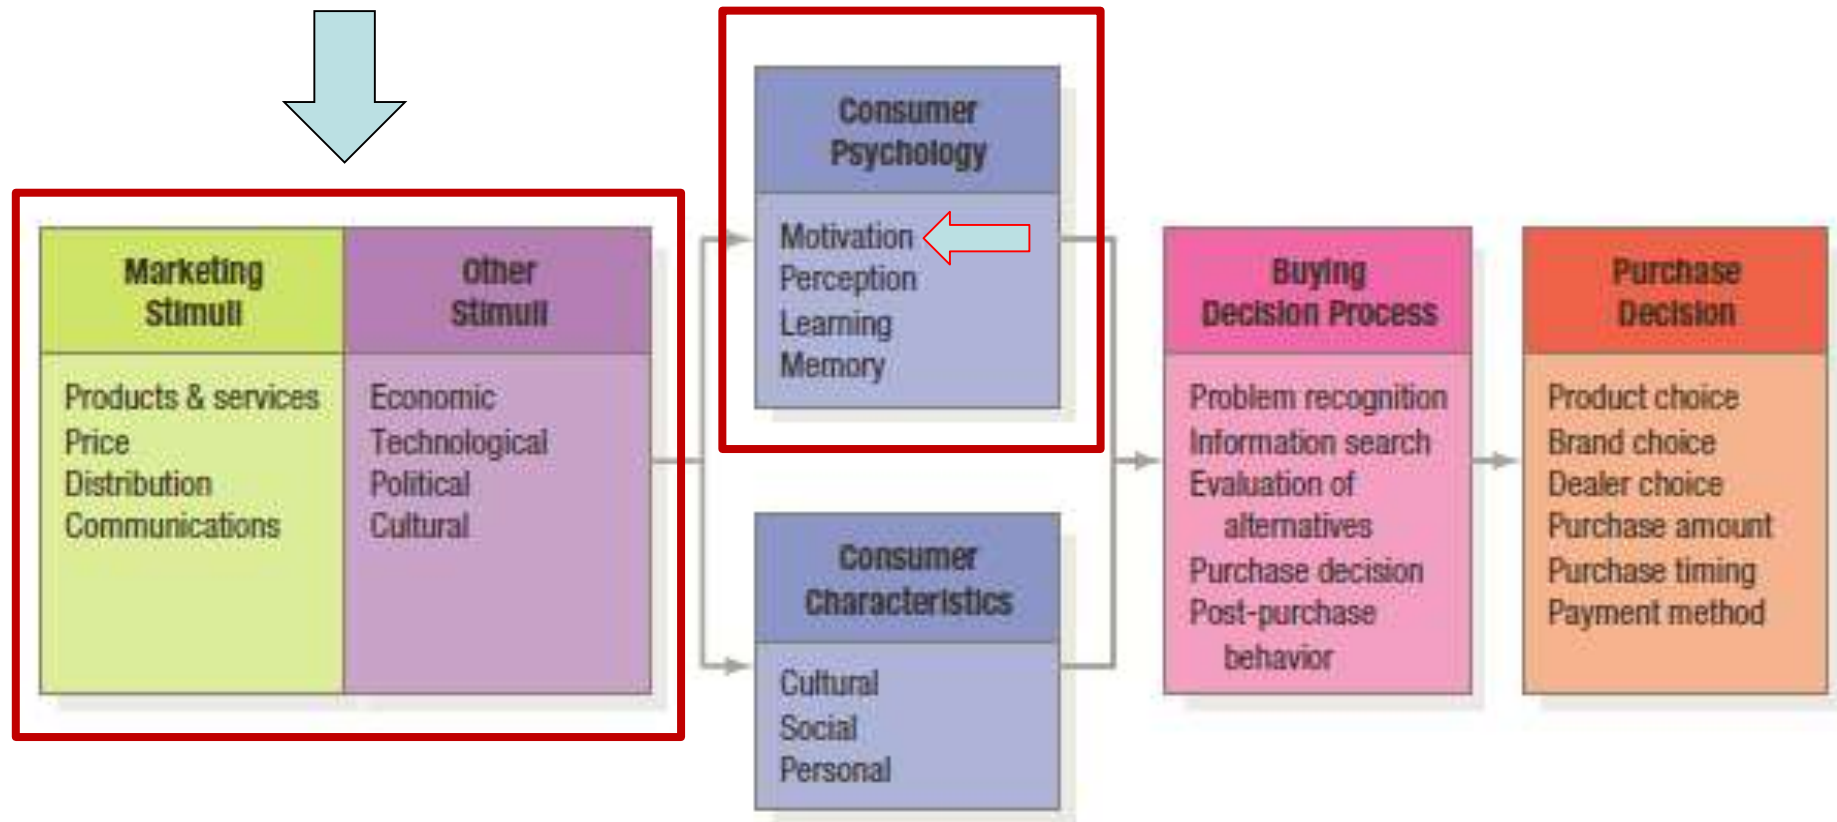 Marketing
Stimuli
Products & services
Price
Distribution
Communications
Other
Stimuli
Economic
Technological
Political
Cultural
Consumer
Psychology
Motivation
Perception
Learning
Memory
Consumer
Characteristics
Cultural
Social
Personal
Buying
Decision Process
Problem recognition
Information search
Evaluation of
alternatives
Purchase decision
Post-purchase
behavior
Purchase
Decision
Product choice
Brand choice
Dealer choice
Purchase amount
Purchase timing
Payment method